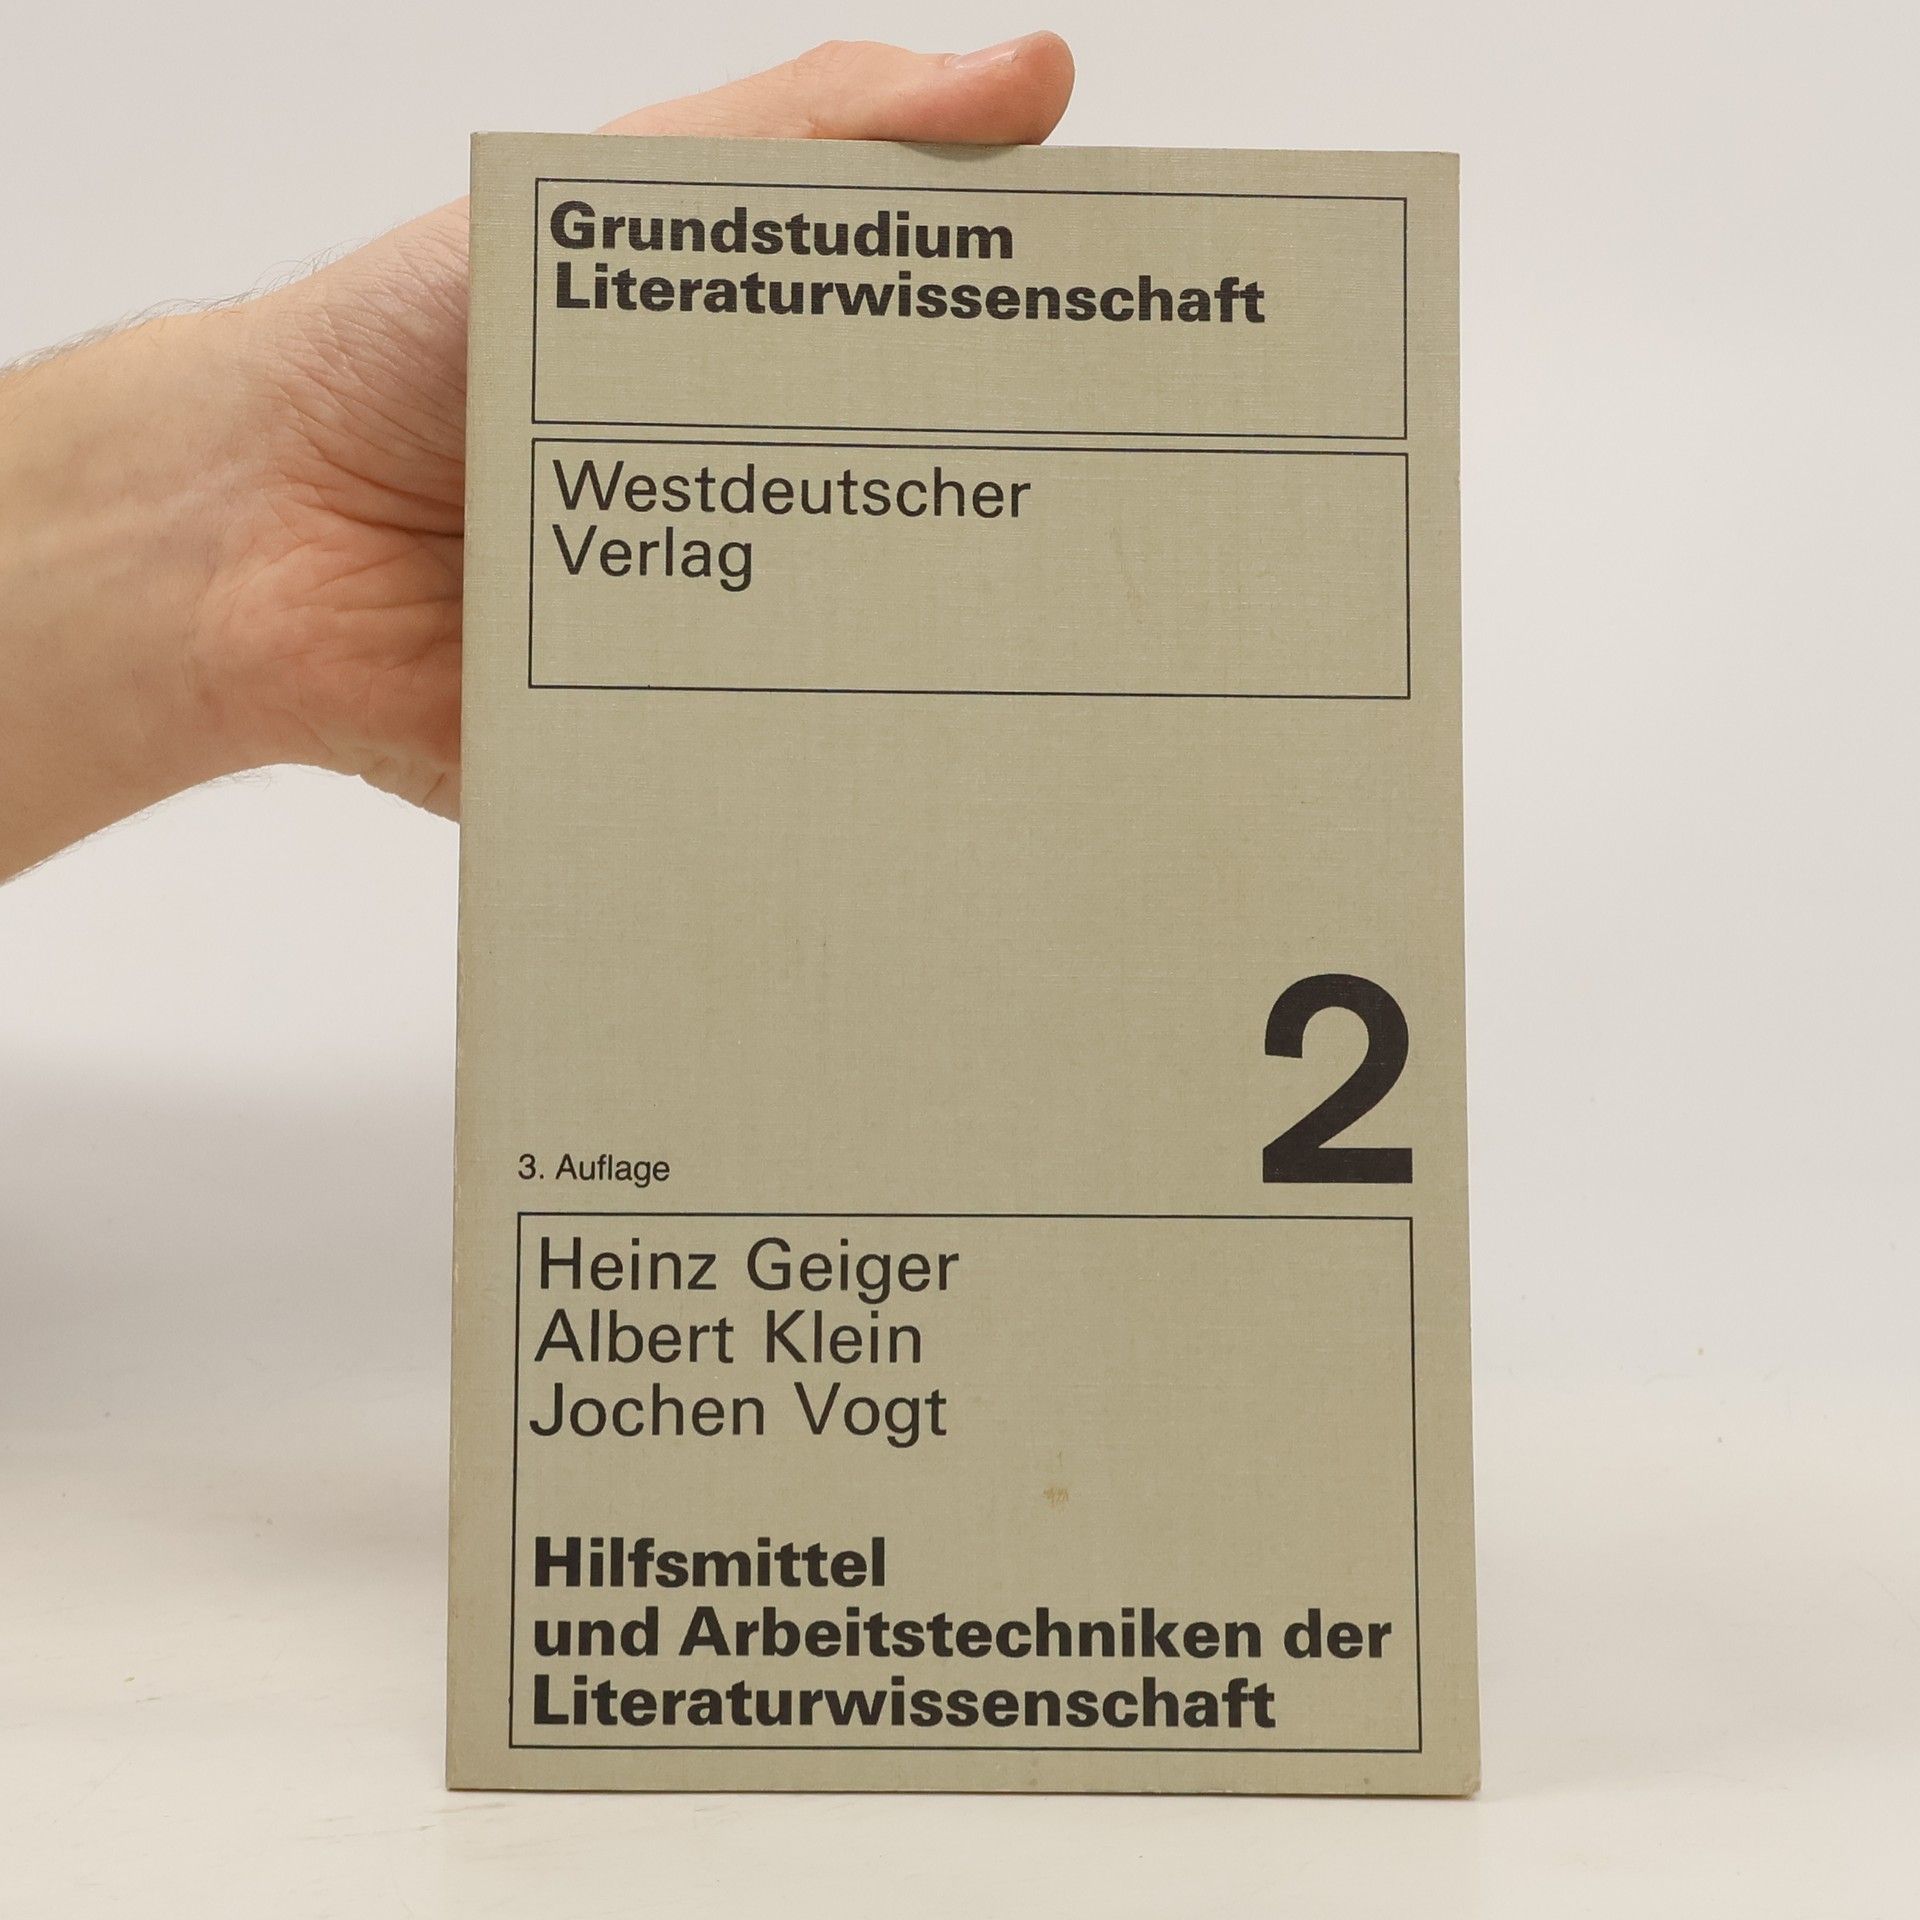 Grundstudium
Literaturwissenschaft
Westdeutscher
Verlag
2
3. Auflage
Heinz Geiger
Albert Klein
Jochen Vogt
Hilfsmittel
und Arbeitstechniken der
Literaturwissenschaft